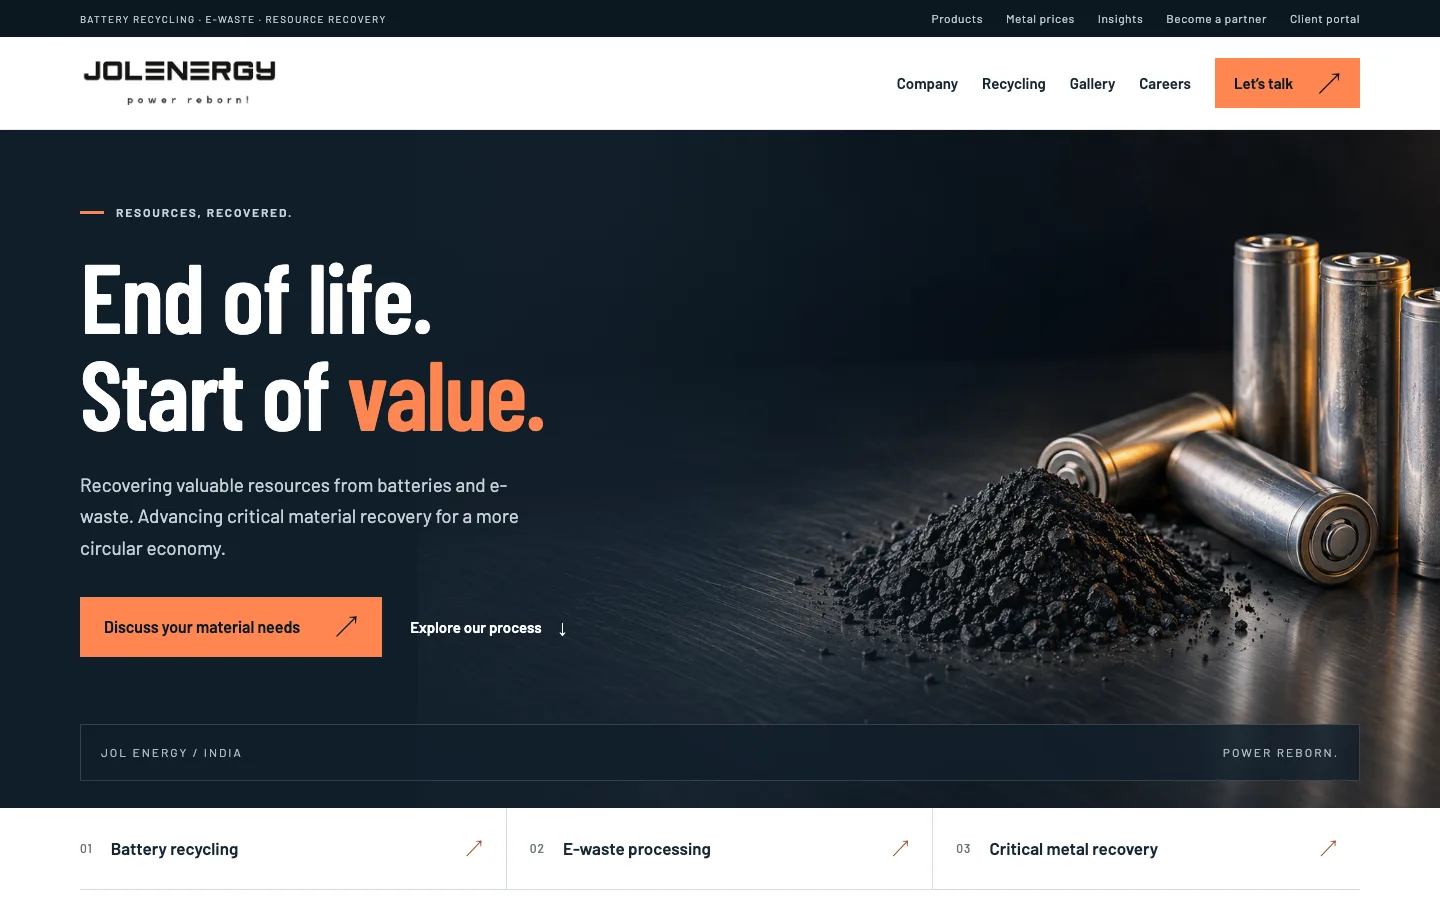 BATTERY RECYCLING · E-WASTE · RESOURCE RECOVERY
Products Metal prices Insights Become a partner Client portal
JOLENERGY
power reborn!
Company Recycling Gallery Careers Let's talk
RESOURCES, RECOVERED.
End of life.
Start of value.
Recovering valuable resources from batteries and e-
waste. Advancing critical material recovery for a more
circular economy.
Discuss your material needs Explore our process ↓
JOL ENERGY / INDIA POWER REBORN.
01 Battery recycling 02 E-waste processing 03 Critical metal recovery